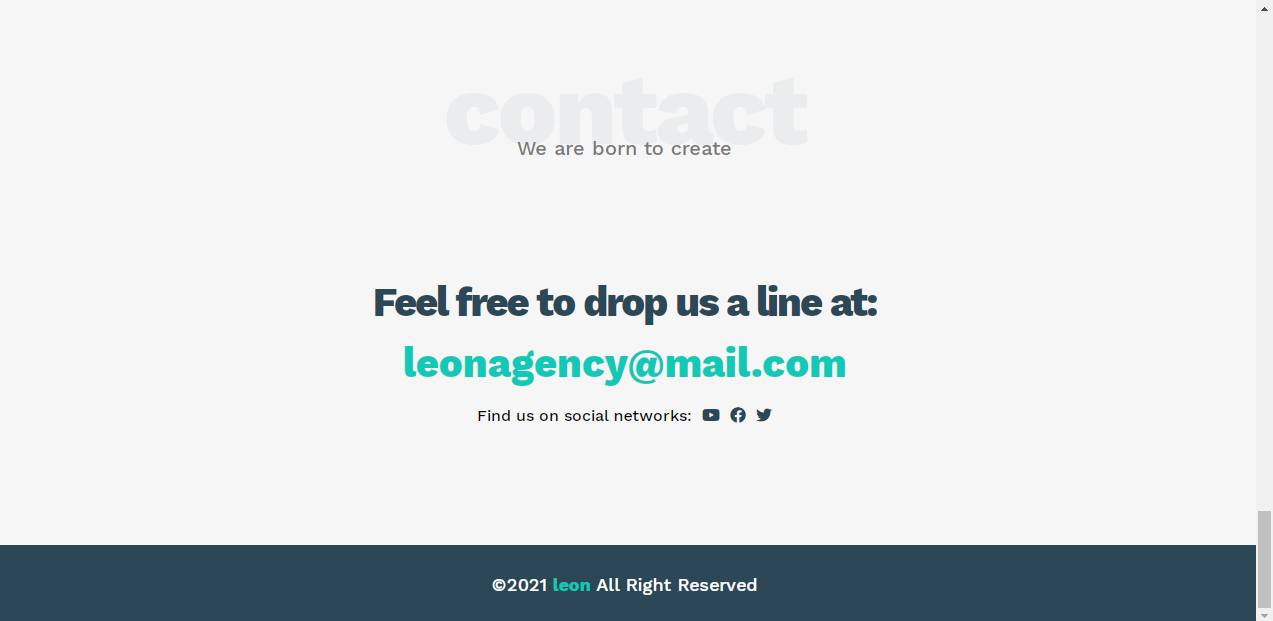 contact
We are born to create
Feel free to drop us a line at:
leonagency@mail.com
Find us on social networks:
©2021 leon All Right Reserved